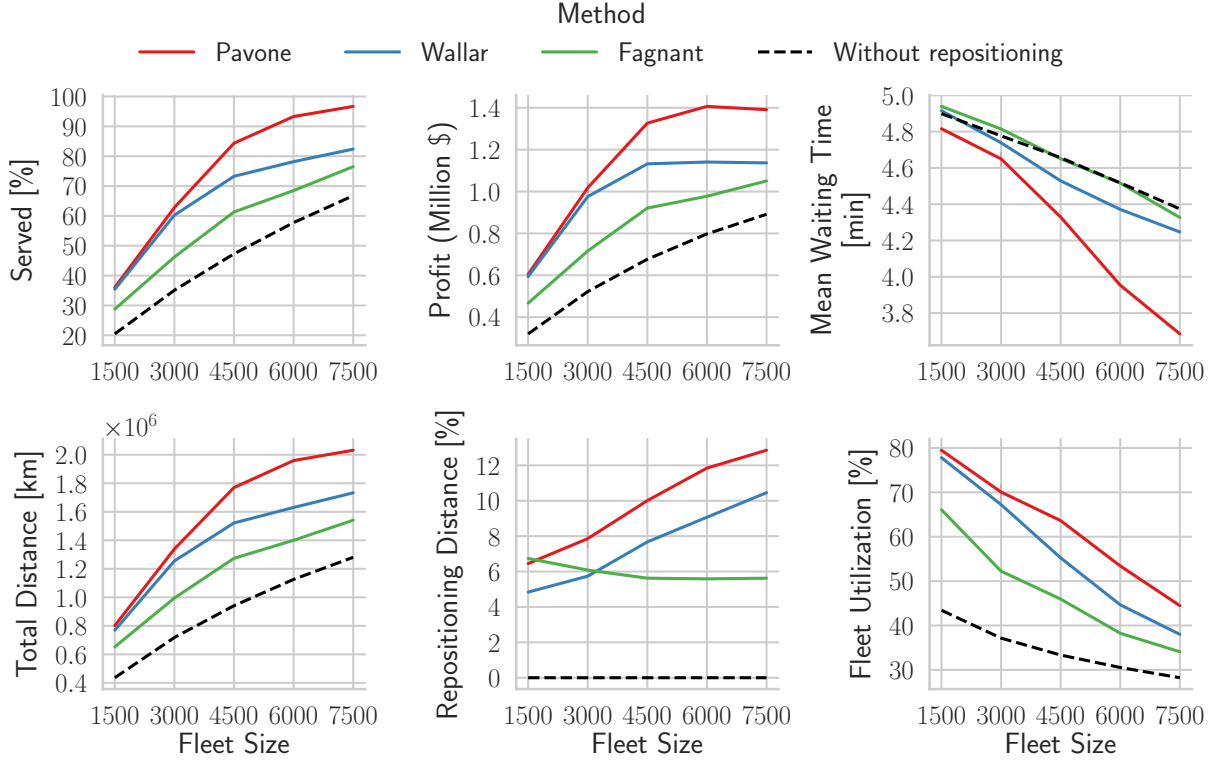 Method
Pavone Wallar Fagnant Without repositioning
Served [%]
100
90
80
70
60
50
40
30
20
1500 3000 4500 6000 7500
Profit (Million $)
1.4
1.2
1.0
0.8
0.6
0.4
1500 3000 4500 6000 7500
Mean Waiting Time
[min]
5.0
4.8
4.6
4.4
4.2
4.0
3.8
1500 3000 4500 6000 7500
Total Distance [km]
×10⁶
2.0
1.8
1.6
1.4
1.2
1.0
0.8
0.6
0.4
1500 3000 4500 6000 7500
Fleet Size
Repositioning Distance [%]
12
10
8
6
4
2
0
1500 3000 4500 6000 7500
Fleet Size
Fleet Utilization [%]
80
70
60
50
40
30
1500 3000 4500 6000 7500
Fleet Size